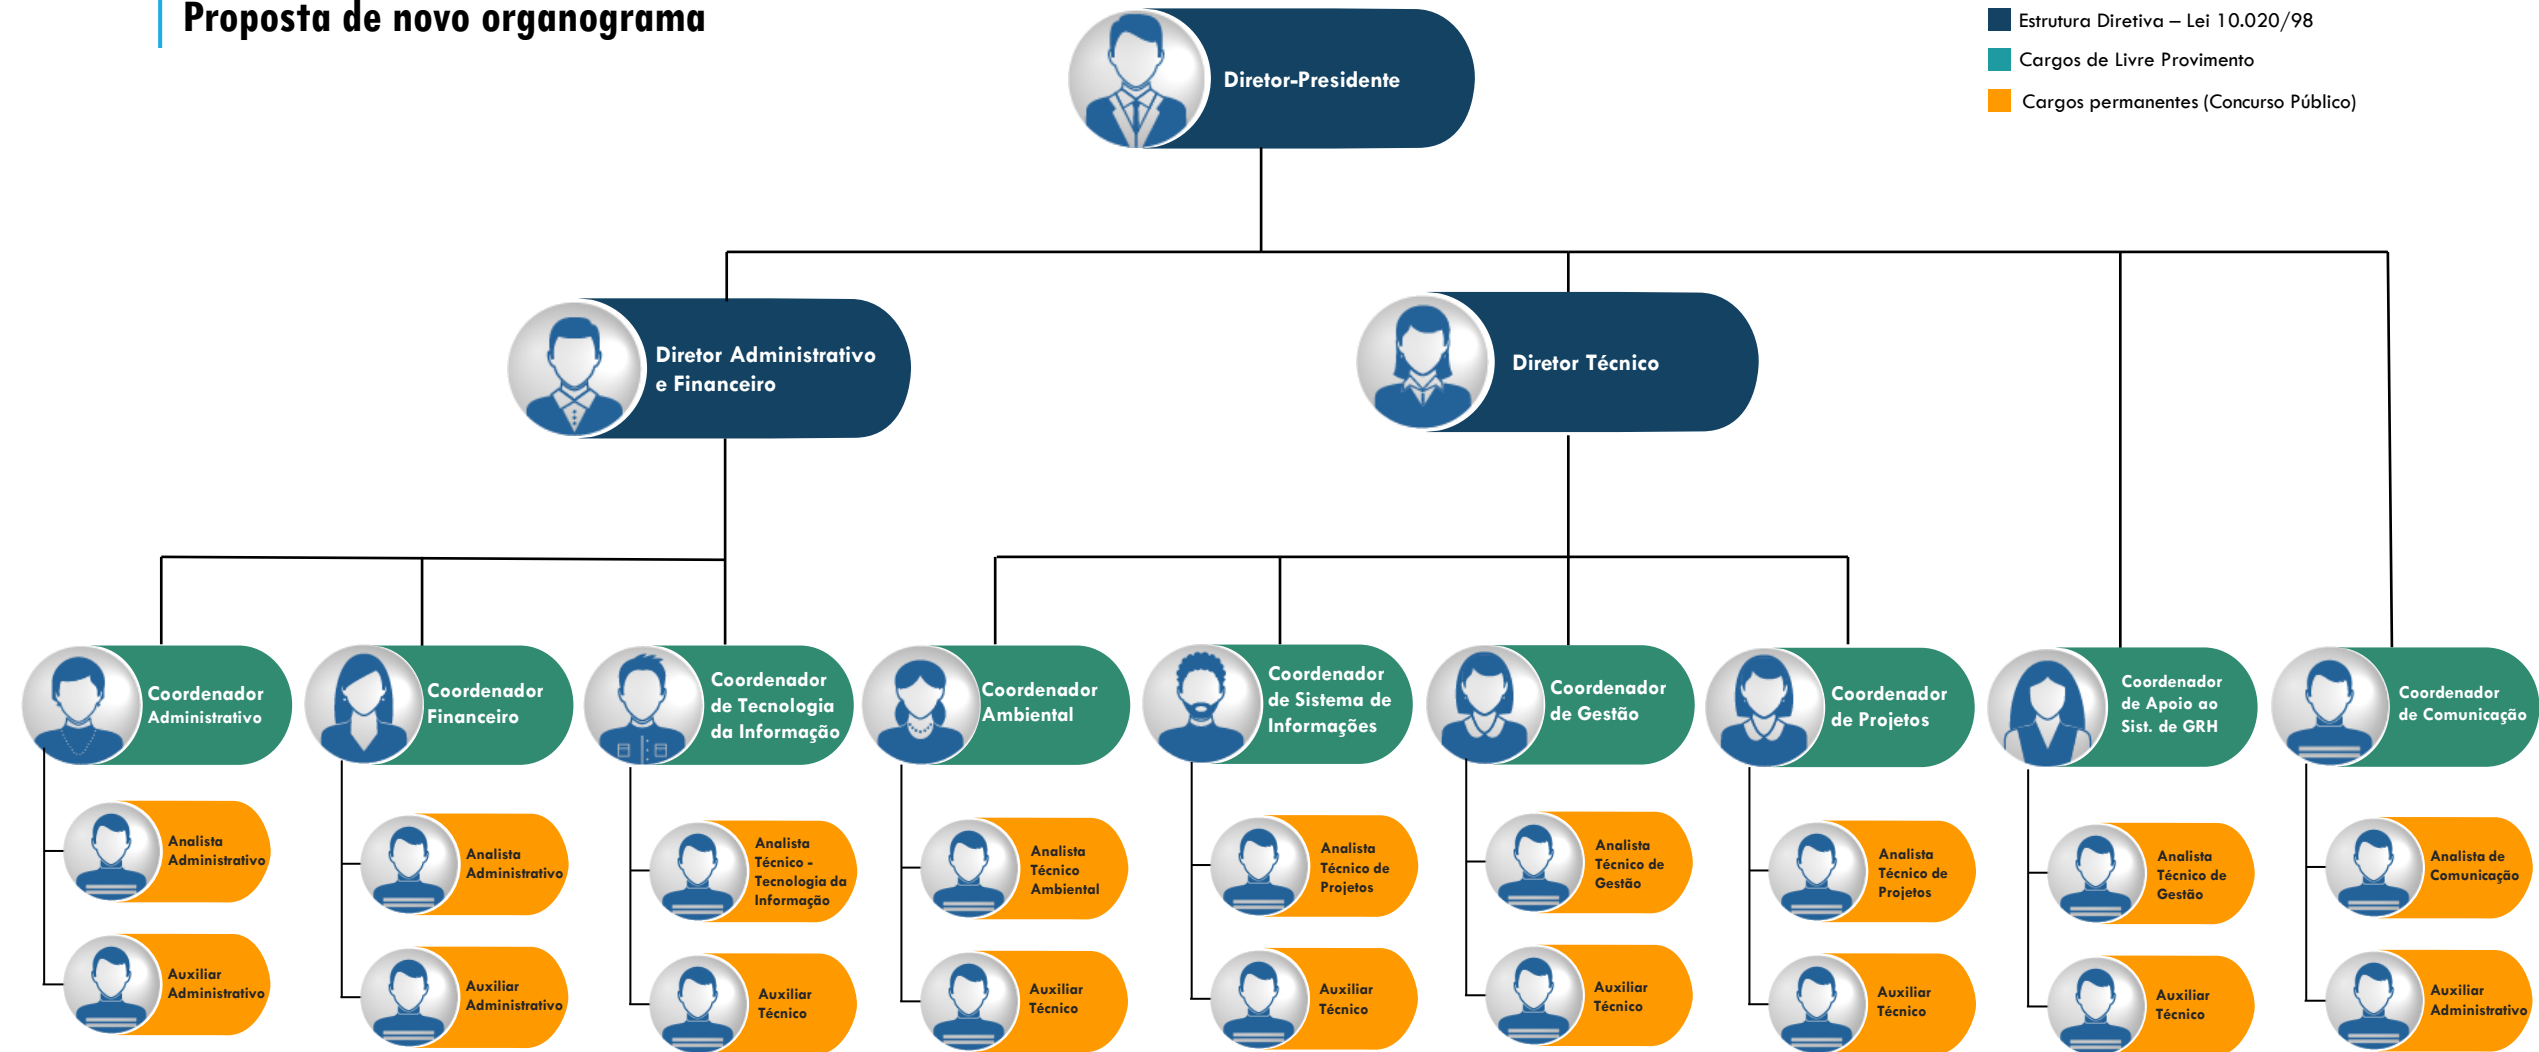 Proposta de novo organograma
Estrutura Diretiva – Lei 10.020/98
Cargos de Livre Provimento
Cargos permanentes (Concurso Público)
Diretor-Presidente
Diretor Administrativo
e Financeiro
Diretor Técnico
Coordenador
Administrativo
Coordenador
Financeiro
Coordenador
de Tecnologia
da Informação
Coordenador
Ambiental
Coordenador
de Sistema de
Informações
Coordenador
de Gestão
Coordenador
de Projetos
Coordenador
de Apoio ao
Sist. de GRH
Coordenador
de Comunicação
Analista
Administrativo
Analista
Administrativo
Analista
Técnico -
Tecnologia da
Informação
Analista
Técnico
Ambiental
Analista
Técnico de
Projetos
Analista
Técnico de
Gestão
Analista
Técnico de
Projetos
Analista
Técnico de
Gestão
Analista de
Comunicação
Auxiliar
Administrativo
Auxiliar
Administrativo
Auxiliar
Técnico
Auxiliar
Técnico
Auxiliar
Técnico
Auxiliar
Técnico
Auxiliar
Técnico
Auxiliar
Técnico
Auxiliar
Administrativo